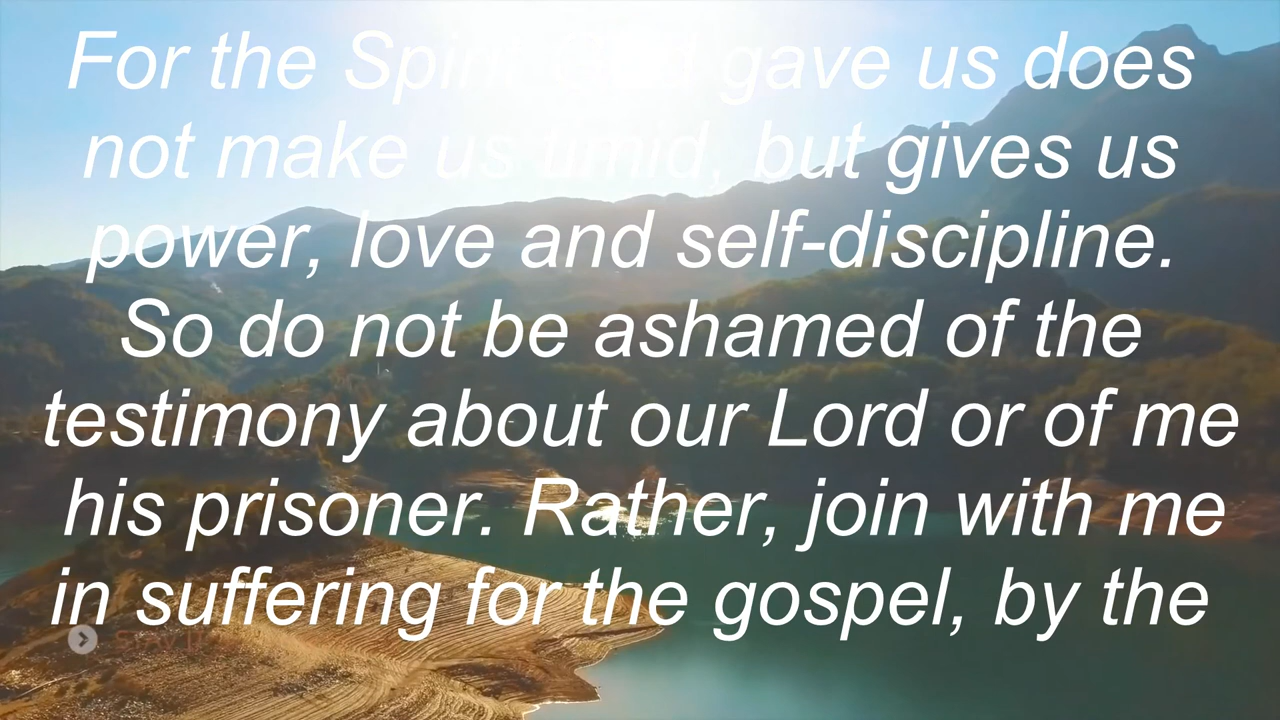 For the Spirit God gave us does
not make us timid, but gives us
power, love and self-discipline.
So do not be ashamed of the
testimony about our Lord or of me
his prisoner. Rather, join with me
in suffering for the gospel, by the